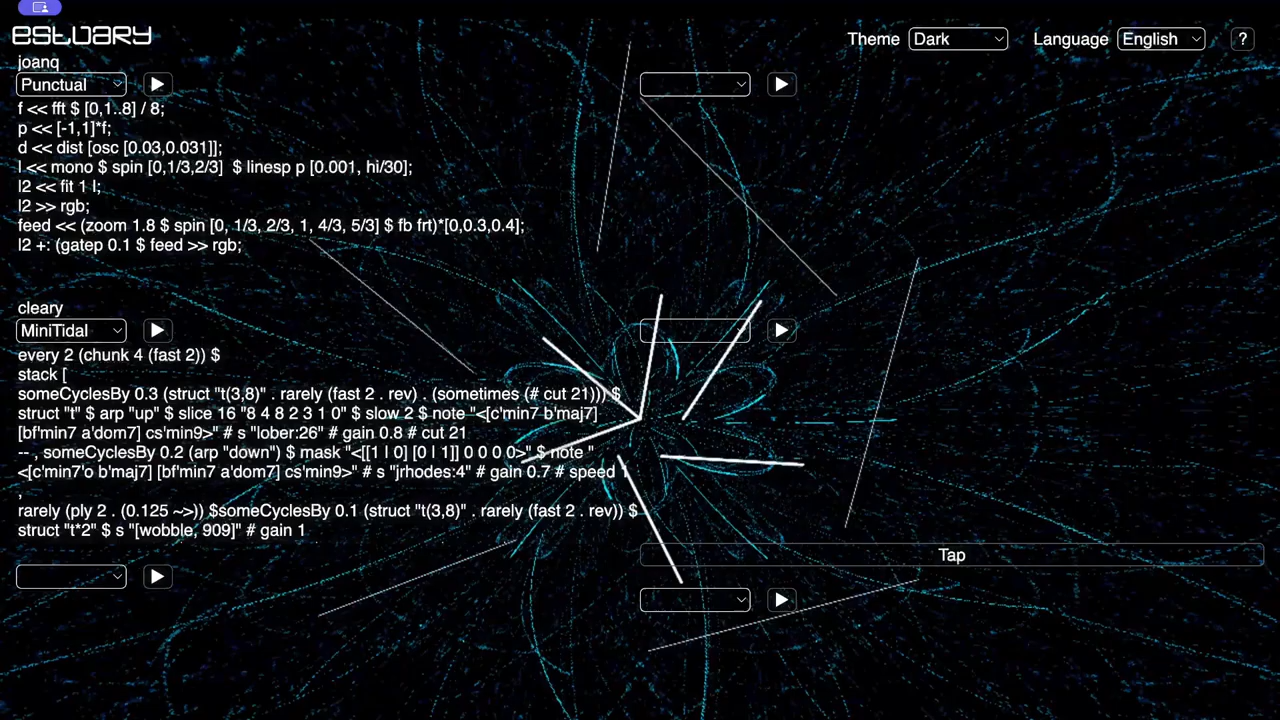 estuary
Theme Dark Language English ?
joanq
Punctual
f << fft $ [0,1..8] / 8;
p << [-1,1]*f;
d << dist [osc [0.03,0.031]];
l << mono $ spin [0,1/3,2/3]  $ linesp p [0.001, hi/30];
l2 << fit 1 l;
l2 >> rgb;
feed << (zoom 1.8 $ spin [0, 1/3, 2/3, 1, 4/3, 5/3] $ fb frt)*[0,0.3,0.4];
l2 +: (gatep 0.1 $ feed >> rgb;
cleary
MiniTidal
every 2 (chunk 4 (fast 2)) $
stack [
someCyclesBy 0.3 (struct "t(3,8)" . rarely (fast 2 . rev) . (sometimes (# cut 21))) $
struct "t" $ arp "up" $ slice 16 "8 4 8 2 3 1 0" $ slow 2 $ note "<[c'min7 b'maj7]
[bf'min7 a'dom7] cs'min9>" # s "lober:26" # gain 0.8 # cut 21
-- , someCyclesBy 0.2 (arp "down") $ mask "<[[1 | 0] [0 | 1]] 0 0 0 0>" $ note "
<[c'min7'o b'maj7] [bf'min7 a'dom7] cs'min9>" # s "jrhodes:4" # gain 0.7 # speed 1
,
rarely (ply 2 . (0.125 ~>)) $someCyclesBy 0.1 (struct "t(3,8)" . rarely (fast 2 . rev)) $
struct "t*2" $ s "[wobble, 909]" # gain 1
Tap